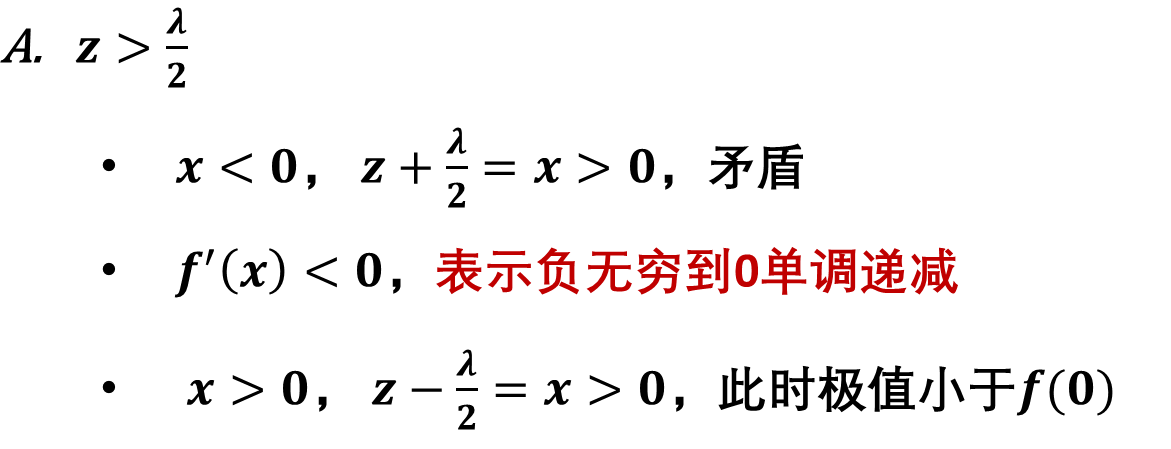 A. z > λ/2
• x < 0， z + λ/2 = x > 0，矛盾
• f′(x) < 0，表示负无穷到0单调递减
• x > 0， z − λ/2 = x > 0，此时极值小于f(0)